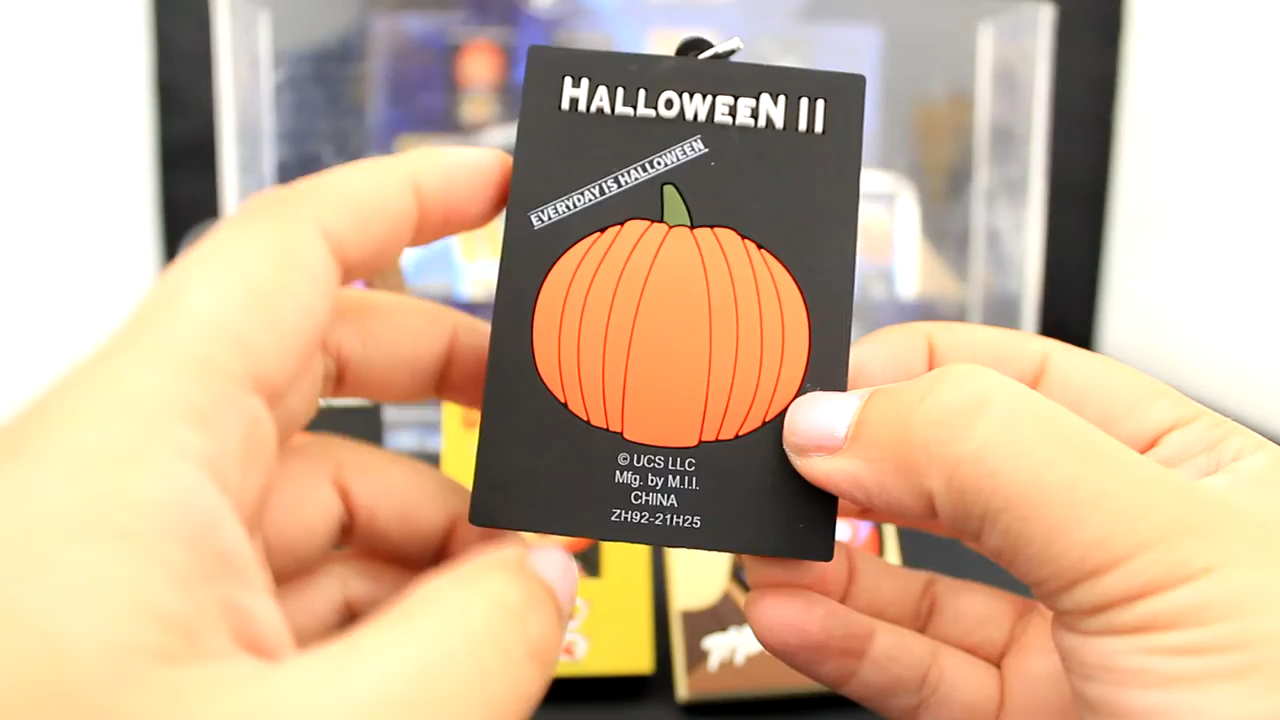 HALLOWEEN II
EVERYDAY IS HALLOWEEN
© UCS LLC
Mfg. by M.I.I.
CHINA
ZH92-21H25